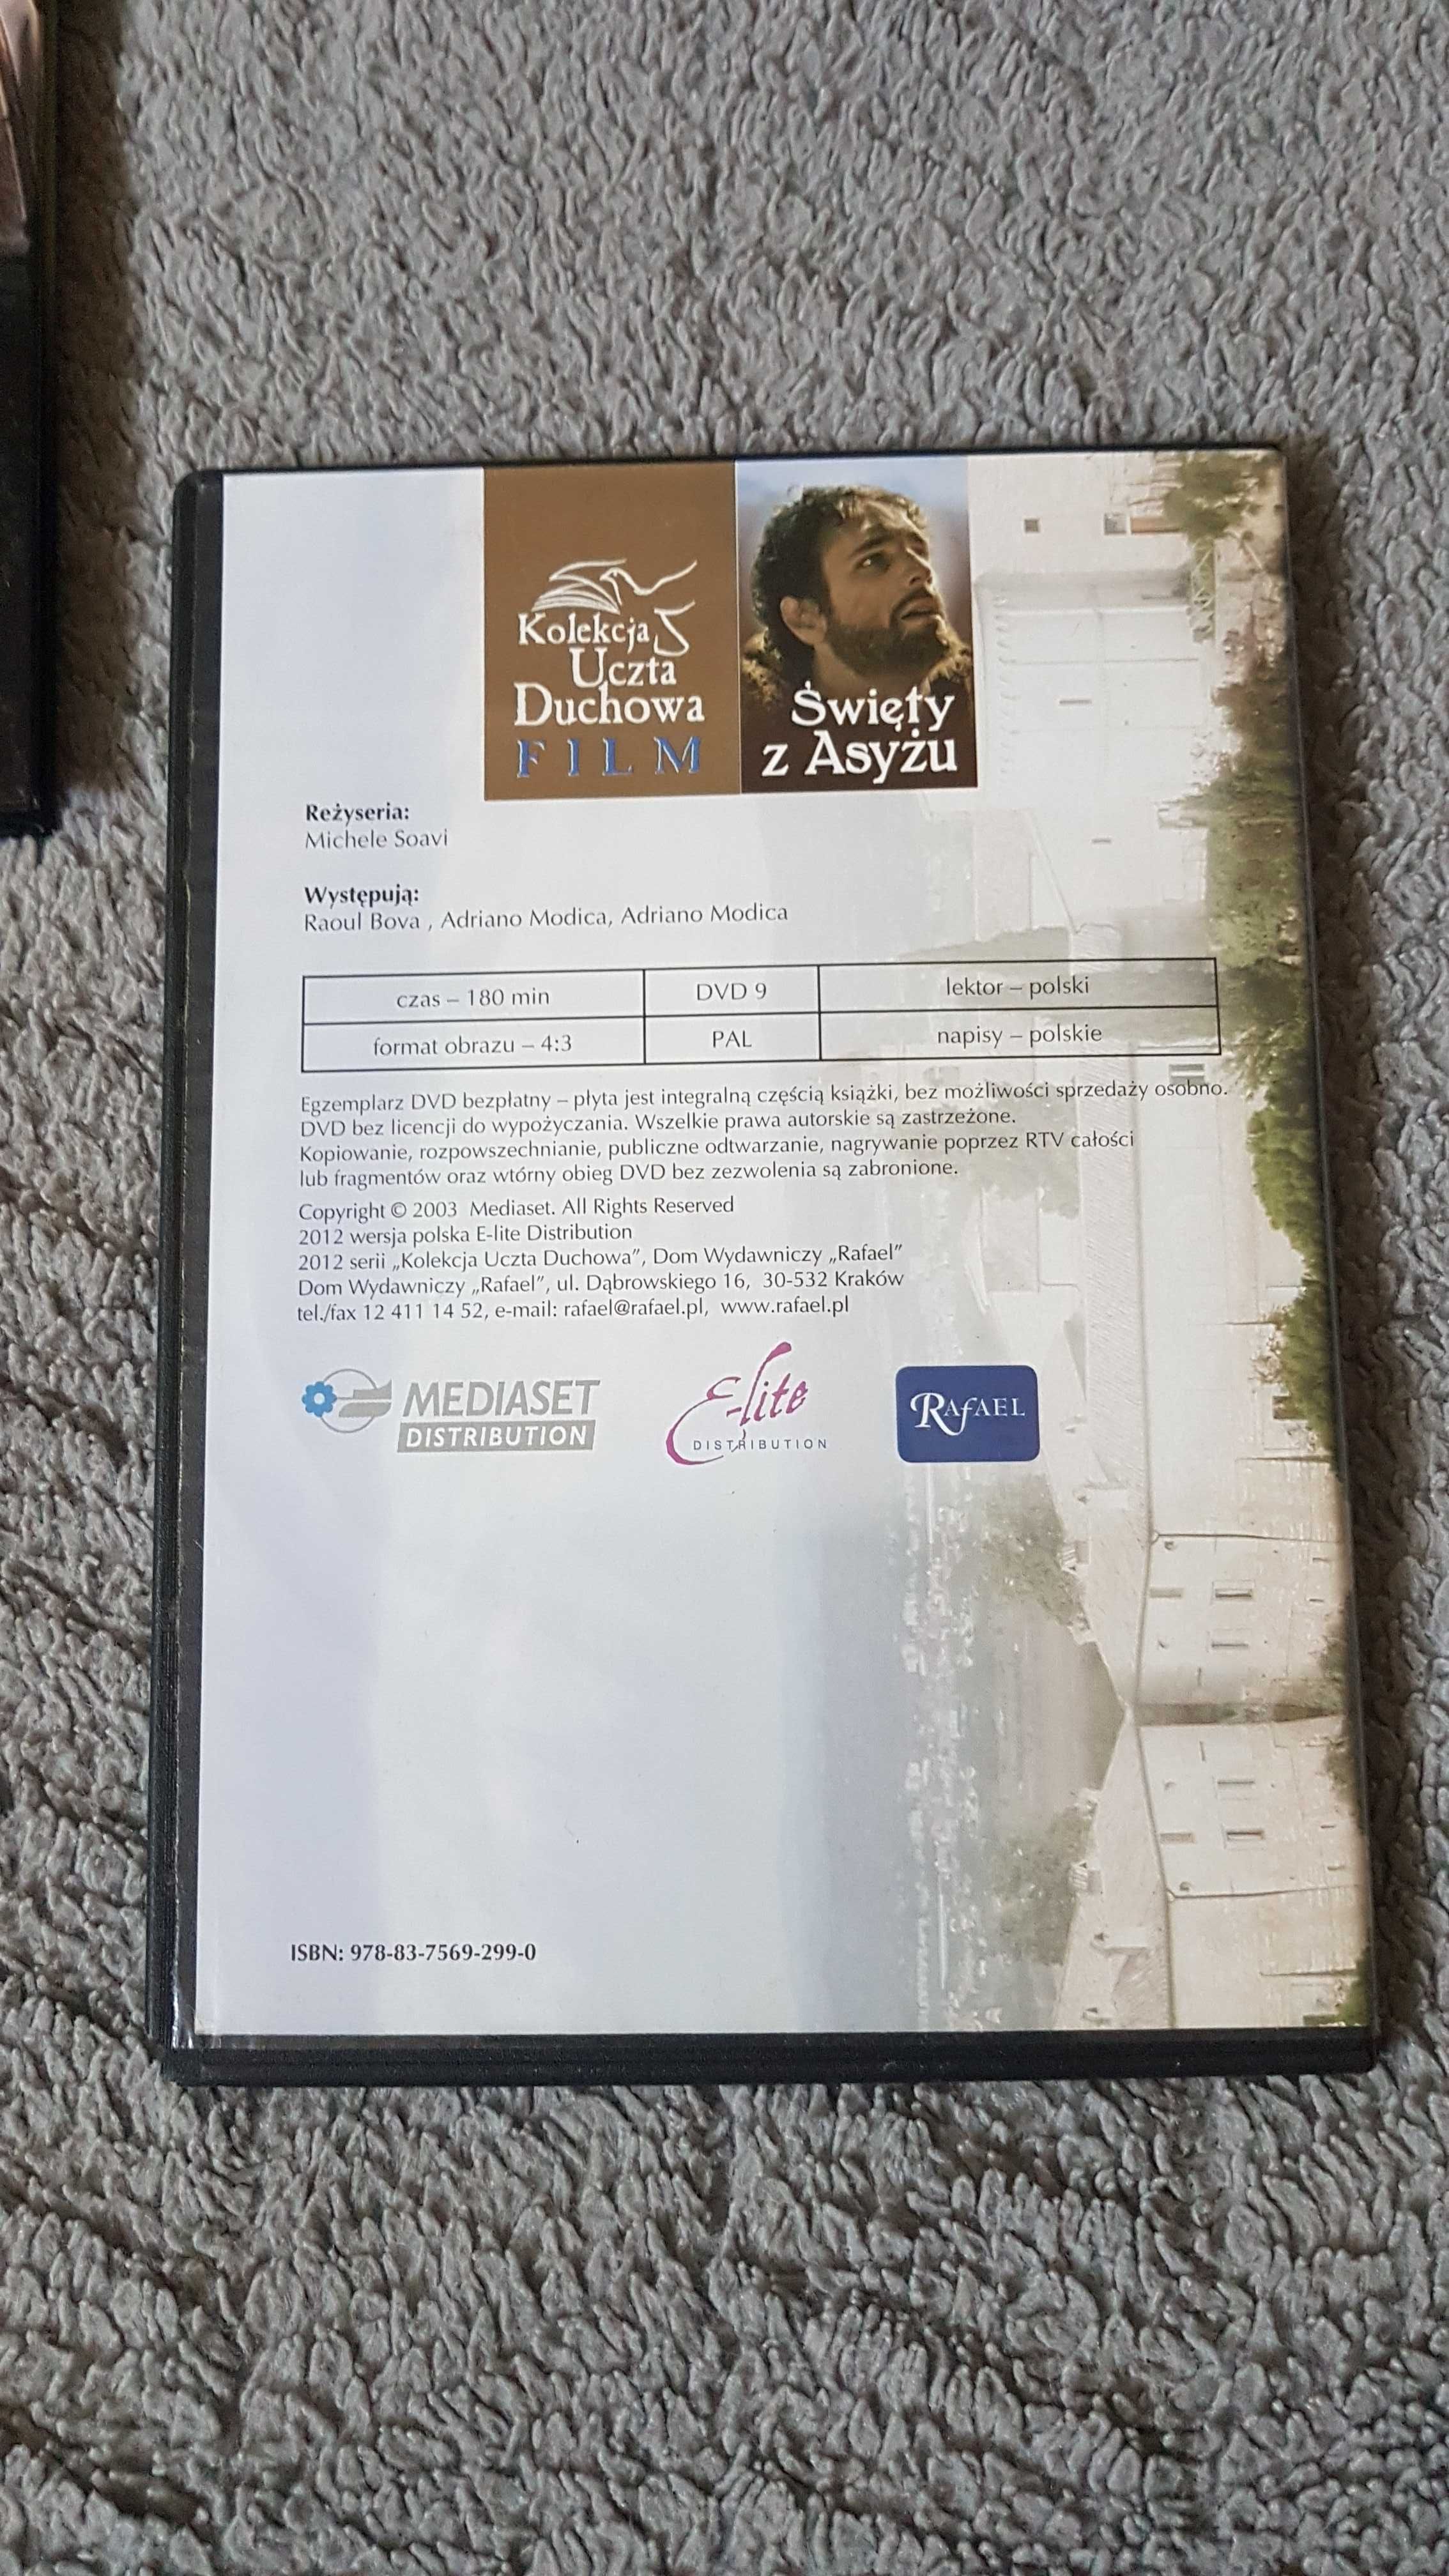 Kolekcja
Uczta
Duchowa
FILM
Święty
z Asyżu
Reżyseria:
Michele Soavi
Występują:
Raoul Bova , Adriano Modica, Adriano Modica
czas – 180 min
DVD 9
lektor – polski
format obrazu – 4:3
PAL
napisy – polskie
Egzemplarz DVD bezpłatny – płyta jest integralną częścią książki, bez możliwości sprzedaży osobno.
DVD bez licencji do wypożyczania. Wszelkie prawa autorskie są zastrzeżone.
Kopiowanie, rozpowszechnianie, publiczne odtwarzanie, nagrywanie poprzez RTV całości
lub fragmentów oraz wtórny obieg DVD bez zezwolenia są zabronione.
Copyright © 2003 Mediaset. All Rights Reserved
2012 wersja polska E-lite Distribution
2012 serii „Kolekcja Uczta Duchowa”, Dom Wydawniczy „Rafael”
Dom Wydawniczy „Rafael”, ul. Dąbrowskiego 16, 30-532 Kraków
tel./fax 12 411 14 52, e-mail: rafael@rafael.pl, www.rafael.pl
MEDIASET
DISTRIBUTION
E-lite
DISTRIBUTION
RAFAEL
ISBN: 978-83-7569-299-0